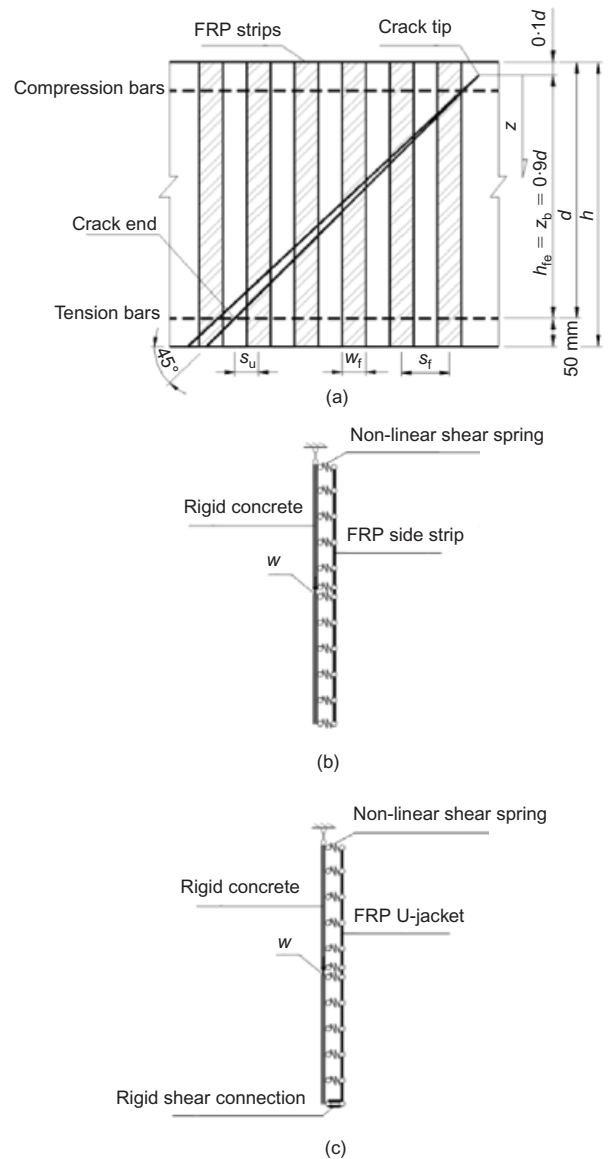 FRP strips
Crack tip
0·1d
Compression bars
z
h_fe = z_b = 0·9d
d
h
Crack end
Tension bars
45°
s_u
w_f
s_f
50 mm
(a)
Non-linear shear spring
Rigid concrete
FRP side strip
w
(b)
Non-linear shear spring
Rigid concrete
FRP U-jacket
w
Rigid shear connection
(c)